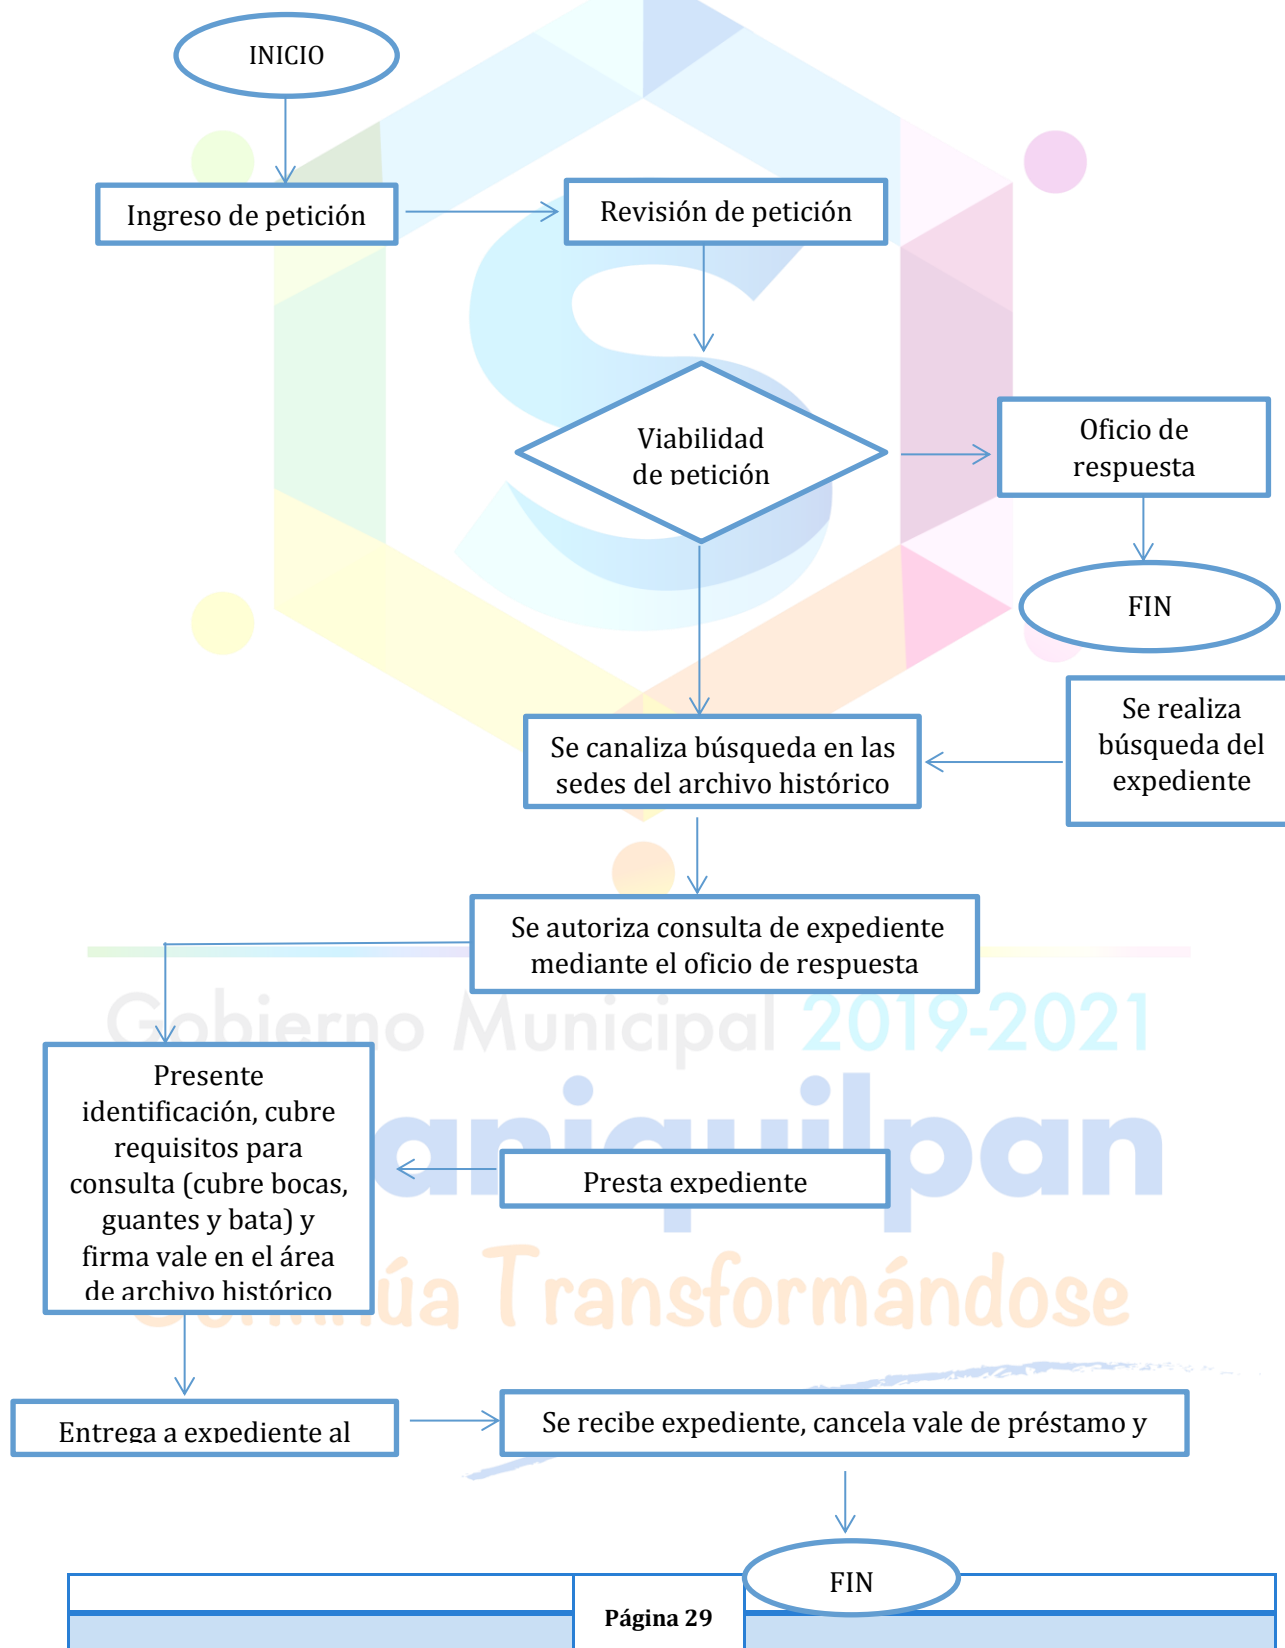 INICIO
Ingreso de petición
Revisión de petición
Viabilidad
de petición
Oficio de
respuesta
FIN
Se realiza
búsqueda del
expediente
Se canaliza búsqueda en las
sedes del archivo histórico
Se autoriza consulta de expediente
mediante el oficio de respuesta
Gobierno Municipal 2019-2021
aniquilpan
Presente
identificación, cubre
requisitos para
consulta (cubre bocas,
guantes y bata) y
firma vale en el área
de archivo histórico
Presta expediente
Continúa Transformándose
Entrega a expediente al
Se recibe expediente, cancela vale de préstamo y
FIN
Página 29